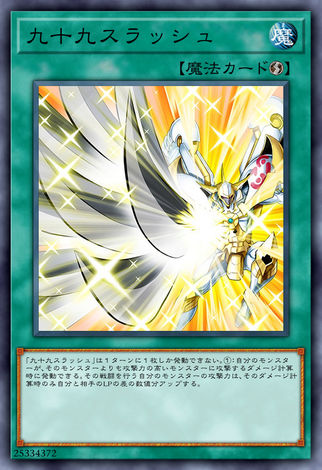 九十九スラッシュ
魔
【魔法カード】
「九十九スラッシュ」は１ターンに１枚しか発動できない。①：自分のモンスタ
ーが、そのモンスターよりも攻撃力の高いモンスターに攻撃するダメージ計算
時に発動できる。その戦闘を行う自分のモンスターの攻撃力は、そのダメージ計
算時のみ自分と相手のLPの差の数値分アップする。
25334372